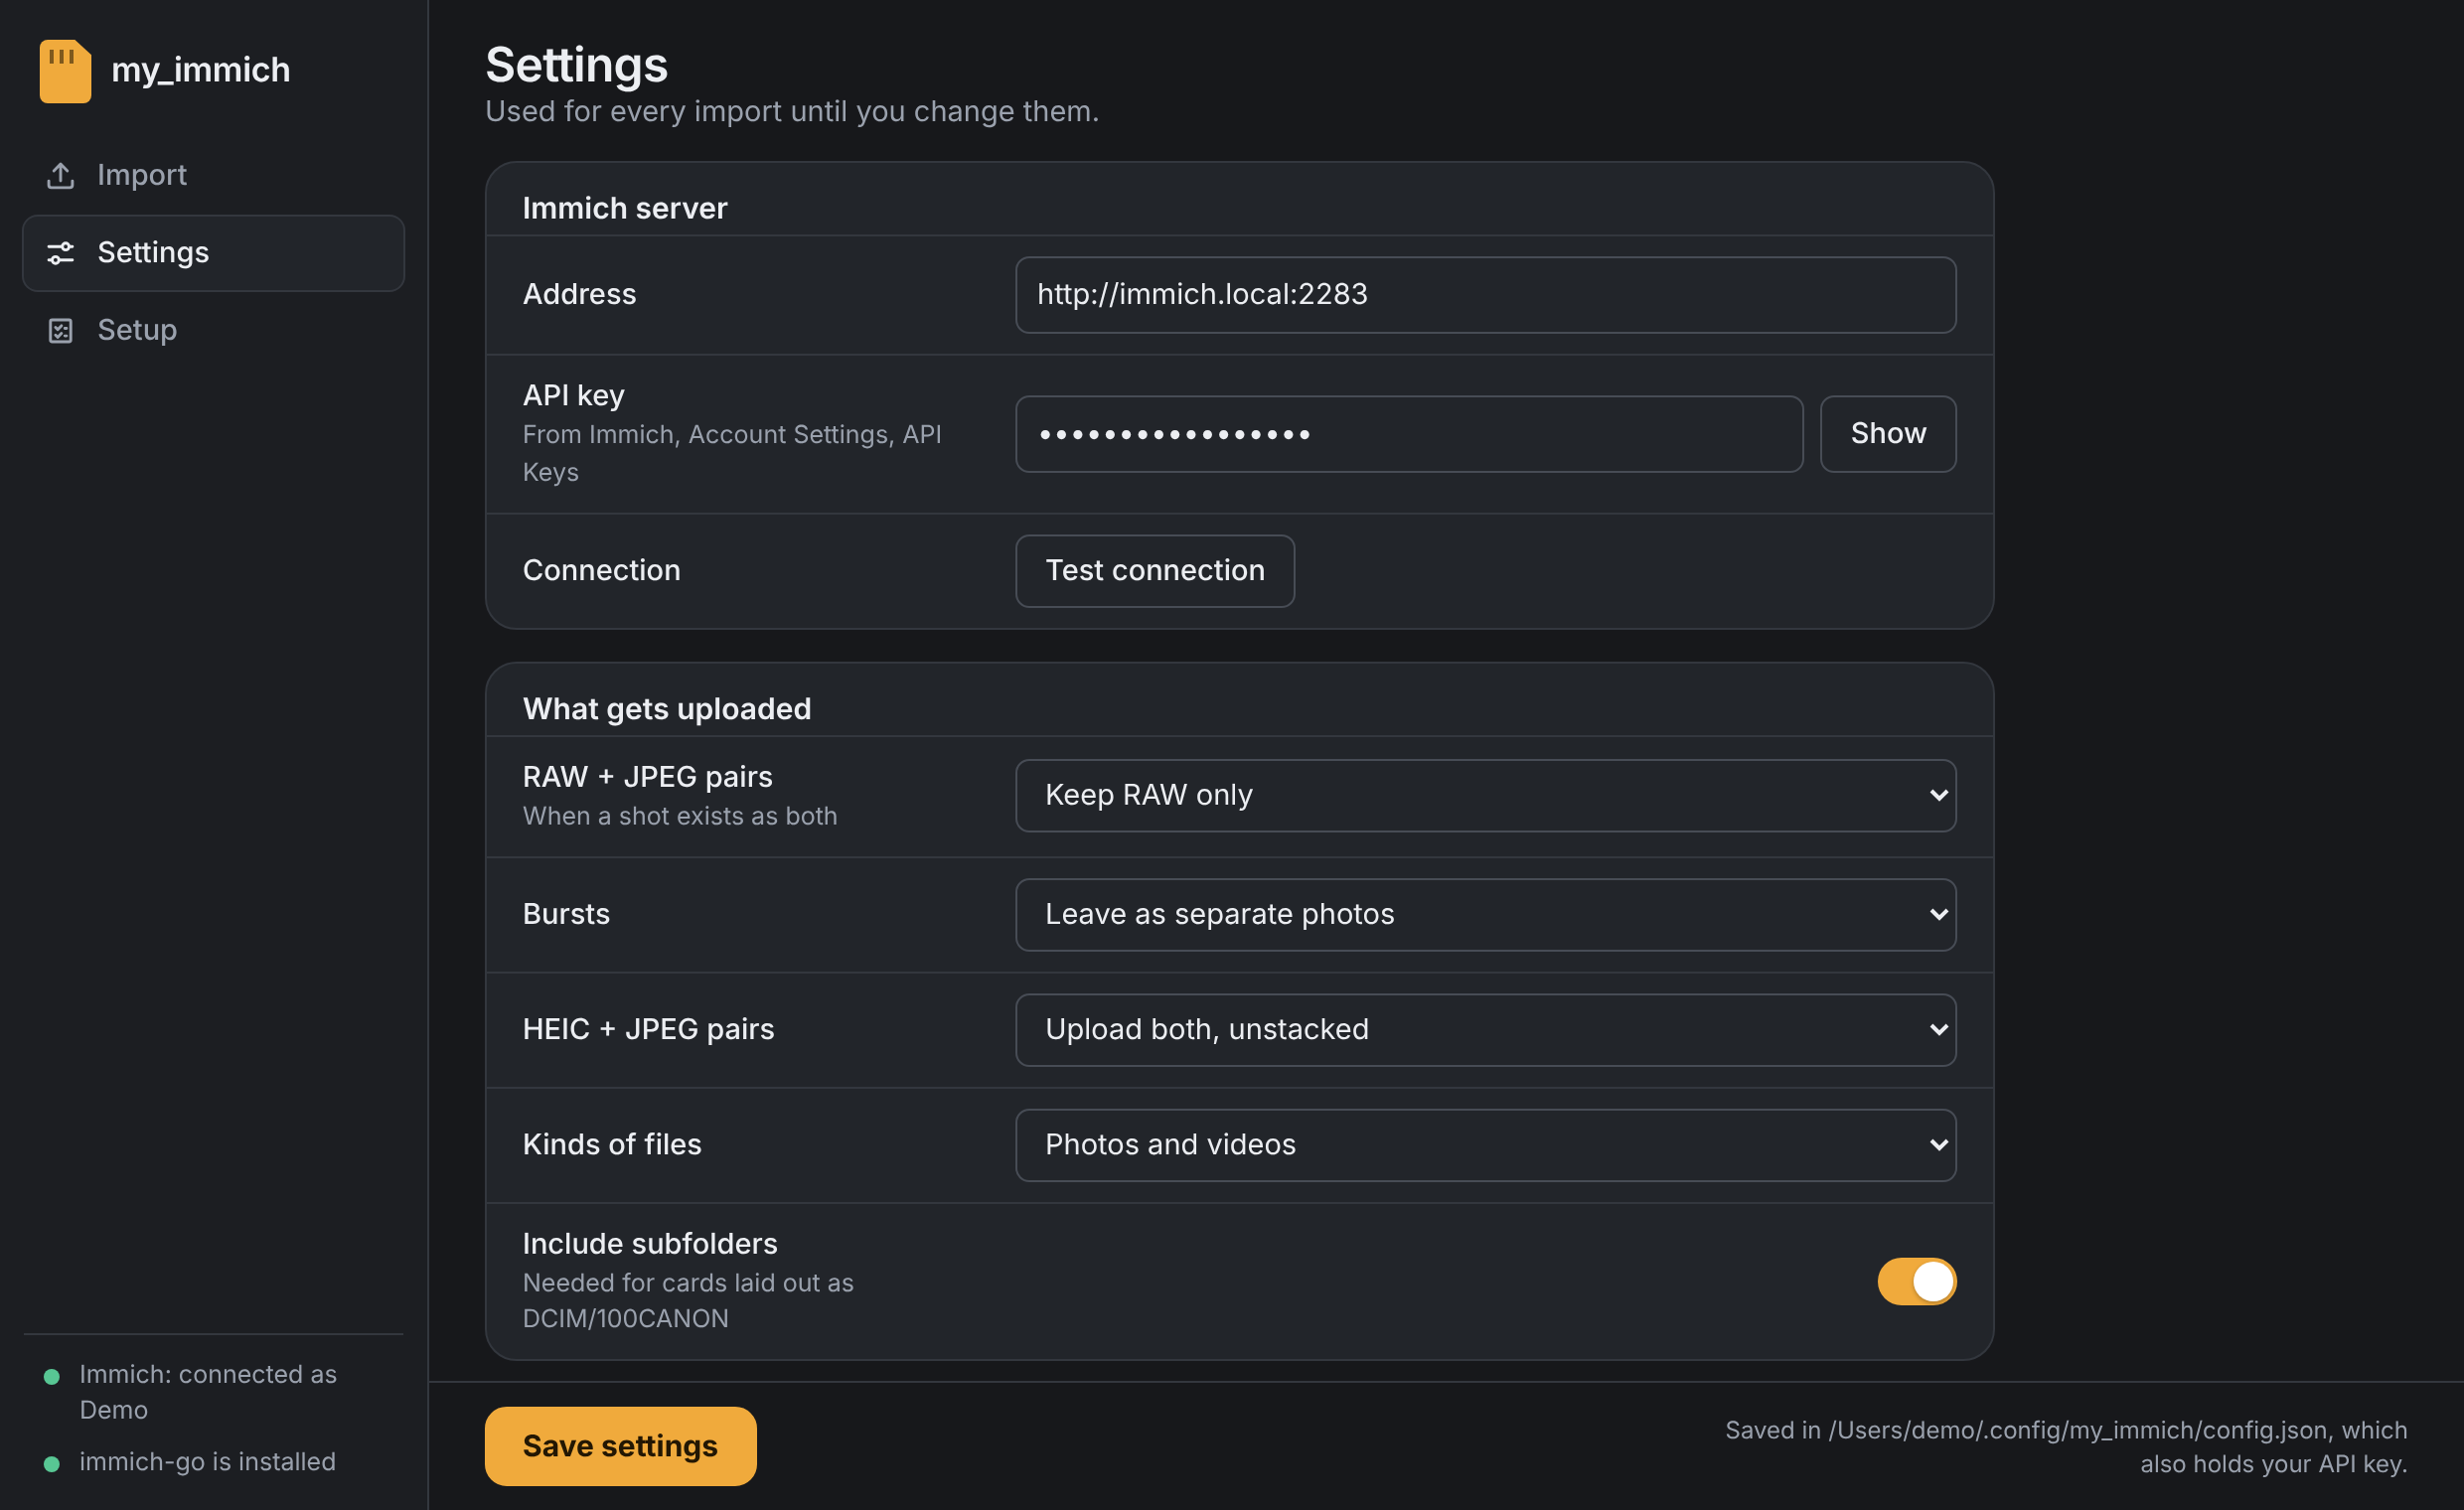 my_immich
Import
Settings
Setup
Immich: connected as
Demo
immich-go is installed
Settings
Used for every import until you change them.
Immich server
Address
http://immich.local:2283
API key
From Immich, Account Settings, API
Keys
•••••••••••••••••
Show
Connection
Test connection
What gets uploaded
RAW + JPEG pairs
When a shot exists as both
Keep RAW only
Bursts
Leave as separate photos
HEIC + JPEG pairs
Upload both, unstacked
Kinds of files
Photos and videos
Include subfolders
Needed for cards laid out as
DCIM/100CANON
Save settings
Saved in /Users/demo/.config/my_immich/config.json, which
also holds your API key.